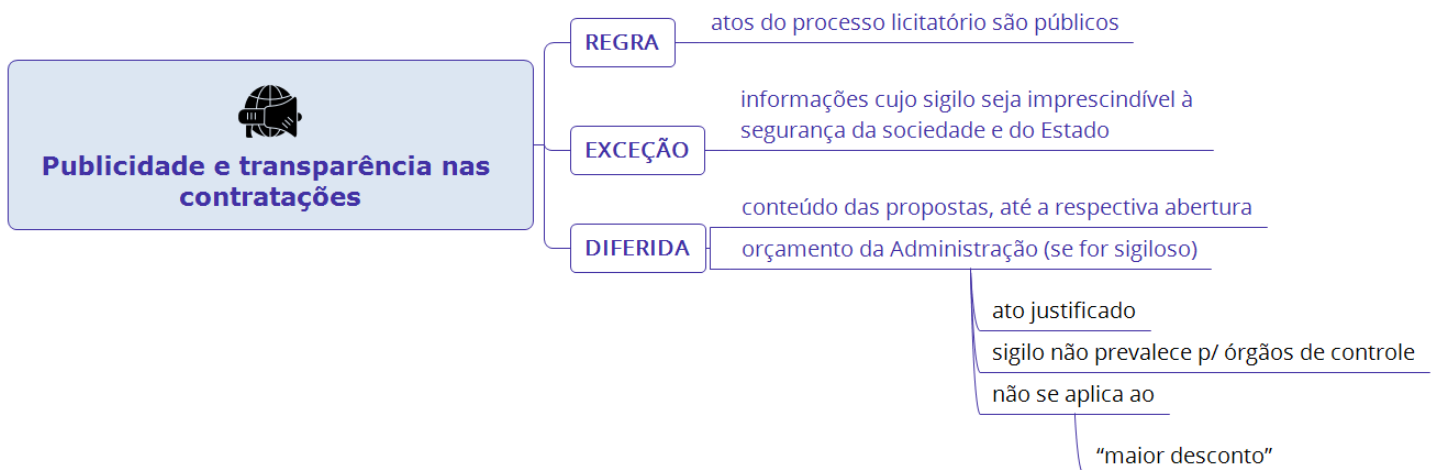 Publicidade e transparência nas
contratações
REGRA
atos do processo licitatório são públicos
EXCEÇÃO
informações cujo sigilo seja imprescindível à
segurança da sociedade e do Estado
DIFERIDA
conteúdo das propostas, até a respectiva abertura
orçamento da Administração (se for sigiloso)
ato justificado
sigilo não prevalece p/ órgãos de controle
não se aplica ao
“maior desconto”